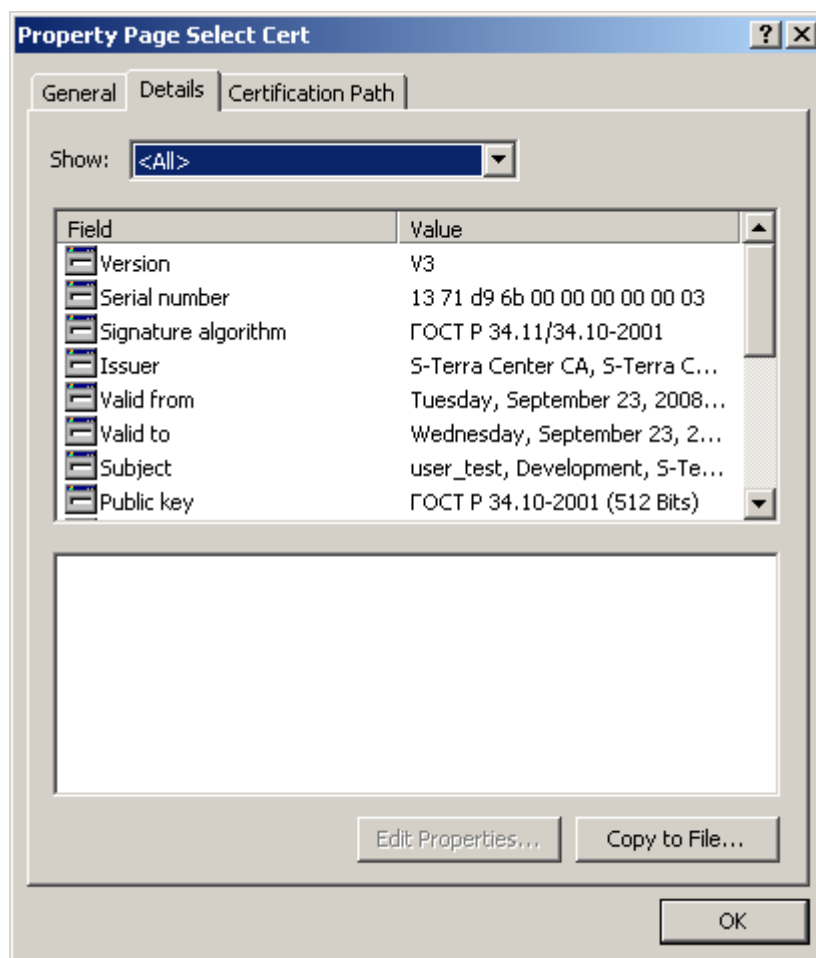 Property Page Select Cert
General Details Certification Path
Show: <All>
Field Value
Version V3
Serial number 13 71 d9 6b 00 00 00 00 00 03
Signature algorithm ГОСТ Р 34.11/34.10-2001
Issuer S-Terra Center CA, S-Terra C...
Valid from Tuesday, September 23, 2008...
Valid to Wednesday, September 23, 2...
Subject user_test, Development, S-Te...
Public key ГОСТ Р 34.10-2001 (512 Bits)
Edit Properties... Copy to File...
OK